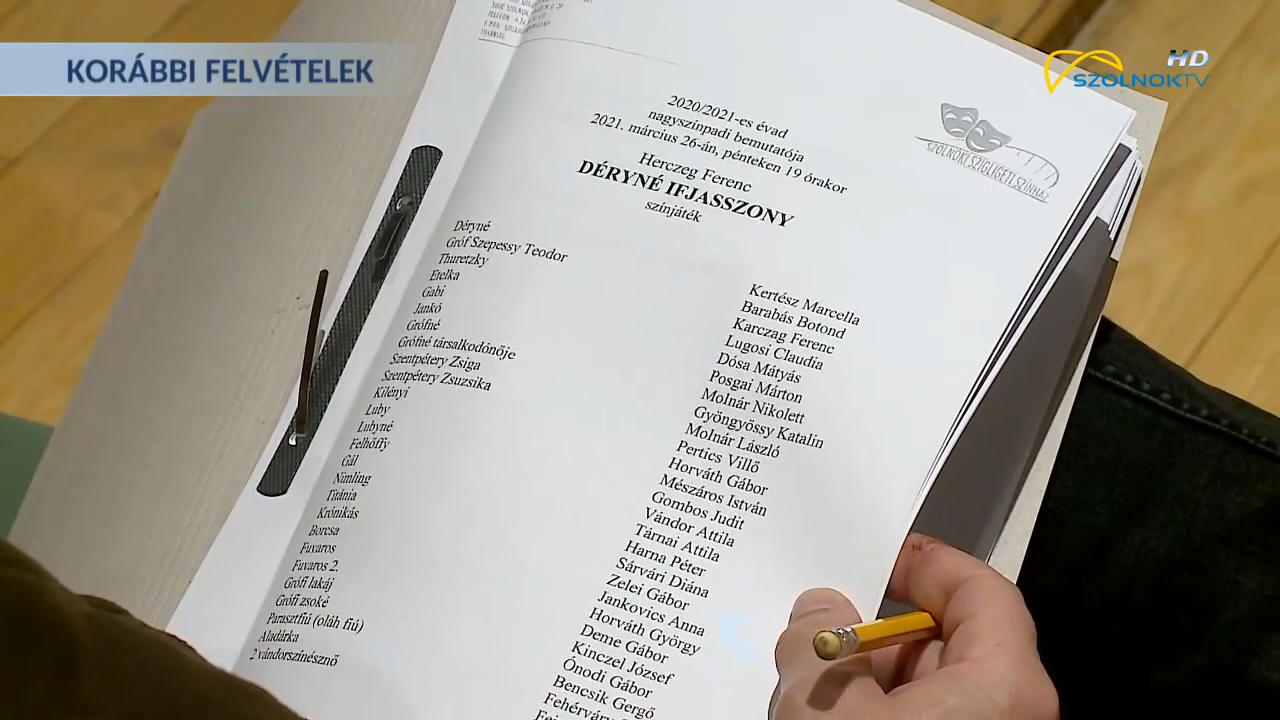 KORÁBBI FELVÉTELEK
HD
SZOLNOKTV
2020/2021-es évad
nagyszínpadi bemutatója
2021. március 26-án, pénteken 19 órakor
SZOLNOKI SZIGLIGETI SZÍNHÁZ
Herczeg Ferenc
DÉRYNÉ IFJASSZONY
színjáték
Déryné
Gróf Szepessy Teodor
Thuretzky
Etelka
Gabi
Jankó
Grófné
Grófné társalkodónője
Szentpétery Zsiga
Szentpétery Zsuzsika
Kilényi
Luby
Lubyné
Felhőffy
Gál
Nimling
Titánia
Krónikás
Borcsa
Fuvaros
Fuvaros 2.
Grófi lakáj
Grófi zsoké
Parasztfiú (oláh fiú)
Aladárka
2 vándorszínésznő
Kertész Marcella
Barabás Botond
Karczag Ferenc
Lugosi Claudia
Dósa Mátyás
Posgai Márton
Molnár Nikolett
Gyöngyössy Katalin
Molnár László
Pertics Villő
Horváth Gábor
Mészáros István
Gombos Judit
Vándor Attila
Tárnai Attila
Harna Péter
Sárvári Diána
Zelei Gábor
Jankovics Anna
Horváth György
Deme Gábor
Kinczel József
Ónodi Gábor
Bencsik Gergő